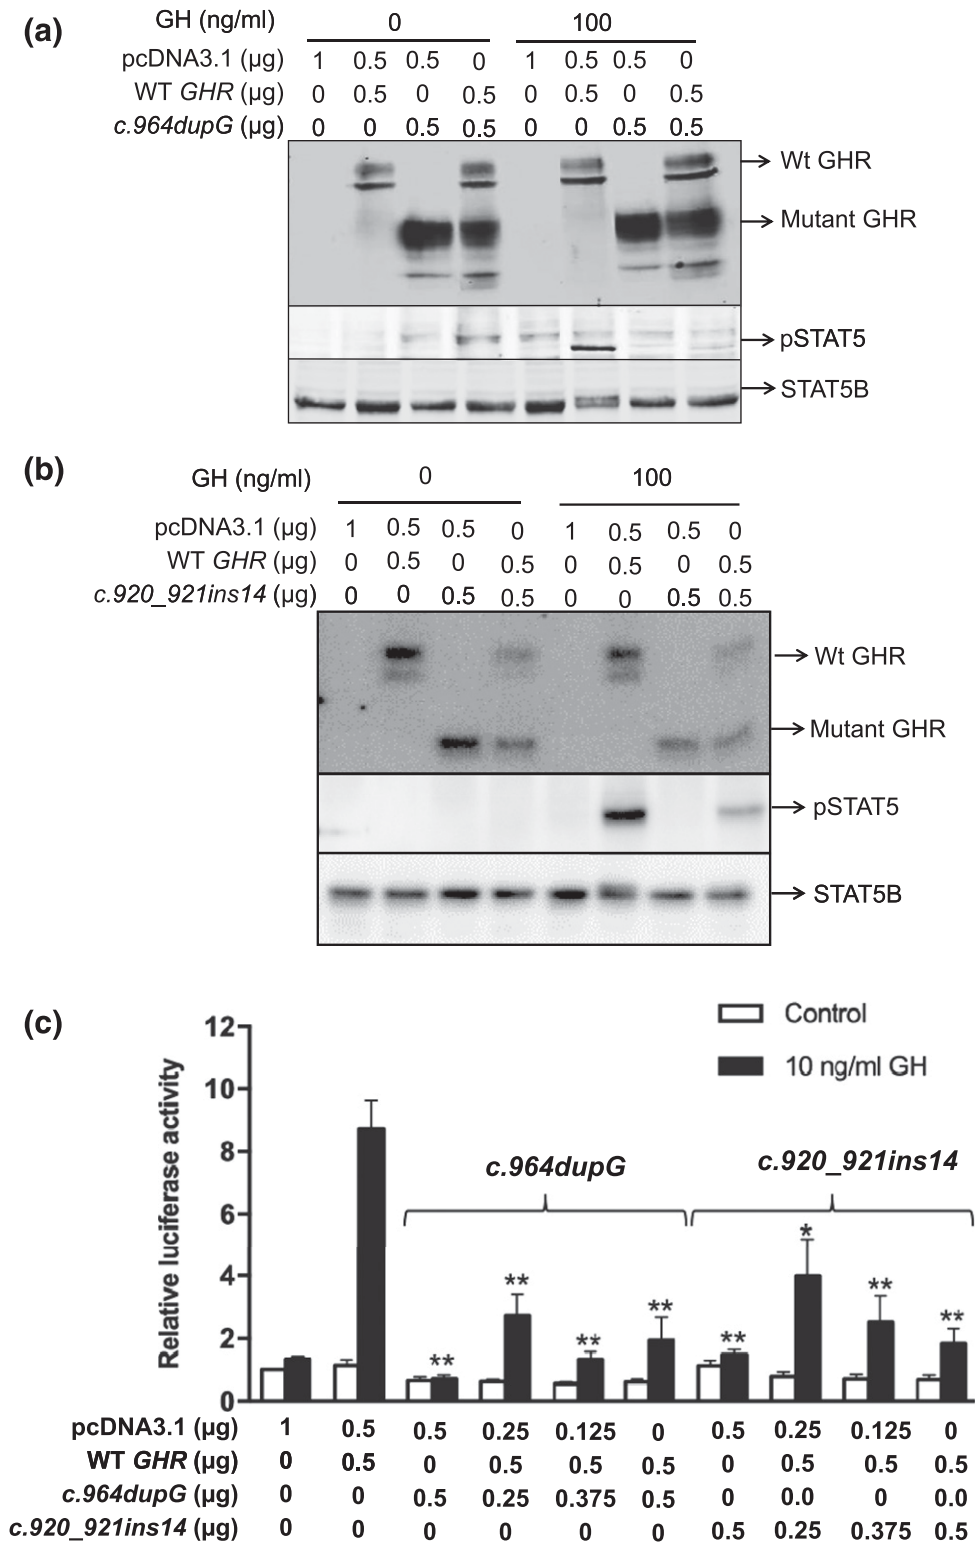 (a)
GH (ng/ml) 0 100
pcDNA3.1 (μg) 1 0.5 0.5 0 1 0.5 0.5 0
WT GHR (μg) 0 0.5 0 0.5 0 0.5 0 0.5
c.964dupG (μg) 0 0 0.5 0.5 0 0 0.5 0.5
Wt GHR
Mutant GHR
pSTAT5
STAT5B
(b)
GH (ng/ml) 0 100
pcDNA3.1 (μg) 1 0.5 0.5 0 1 0.5 0.5 0
WT GHR (μg) 0 0.5 0 0.5 0 0.5 0 0.5
c.920_921ins14 (μg) 0 0 0.5 0.5 0 0 0.5 0.5
Wt GHR
Mutant GHR
pSTAT5
STAT5B
(c)
Control
10 ng/ml GH
Relative luciferase activity
12
10
8
6
4
2
0
c.964dupG
c.920_921ins14
** ** ** ** ** * ** **
pcDNA3.1 (μg) 1 0.5 0.5 0.25 0.125 0 0.5 0.25 0.125 0
WT GHR (μg) 0 0.5 0 0.5 0.5 0.5 0 0.5 0.5 0.5
c.964dupG (μg) 0 0 0.5 0.25 0.375 0.5 0 0.0 0 0.0
c.920_921ins14 (μg) 0 0 0 0 0 0 0.5 0.25 0.375 0.5